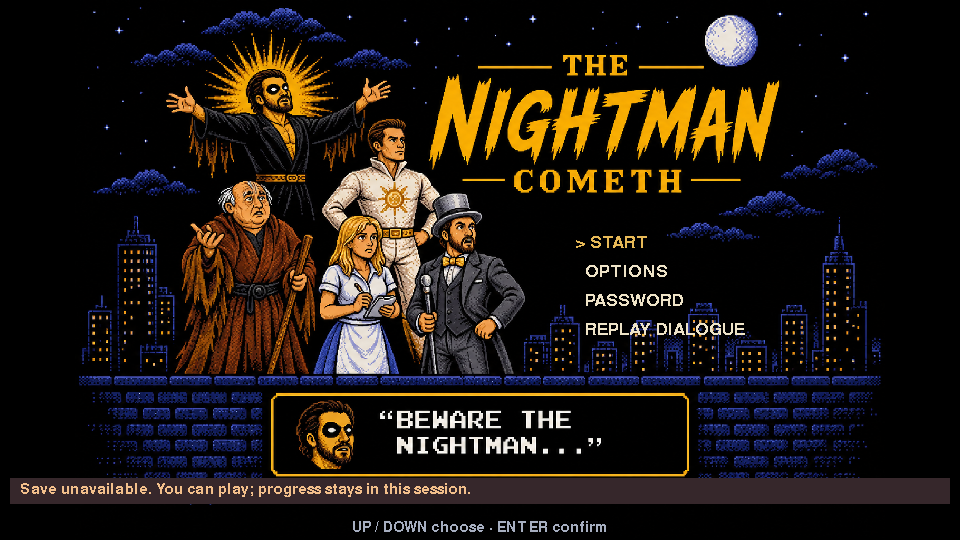 THE
NIGHTMAN
COMETH
> START
OPTIONS
PASSWORD
REPLAY DIALOGUE
“BEWARE THE
NIGHTMAN...”
Save unavailable. You can play; progress stays in this session.
UP / DOWN choose · ENTER confirm